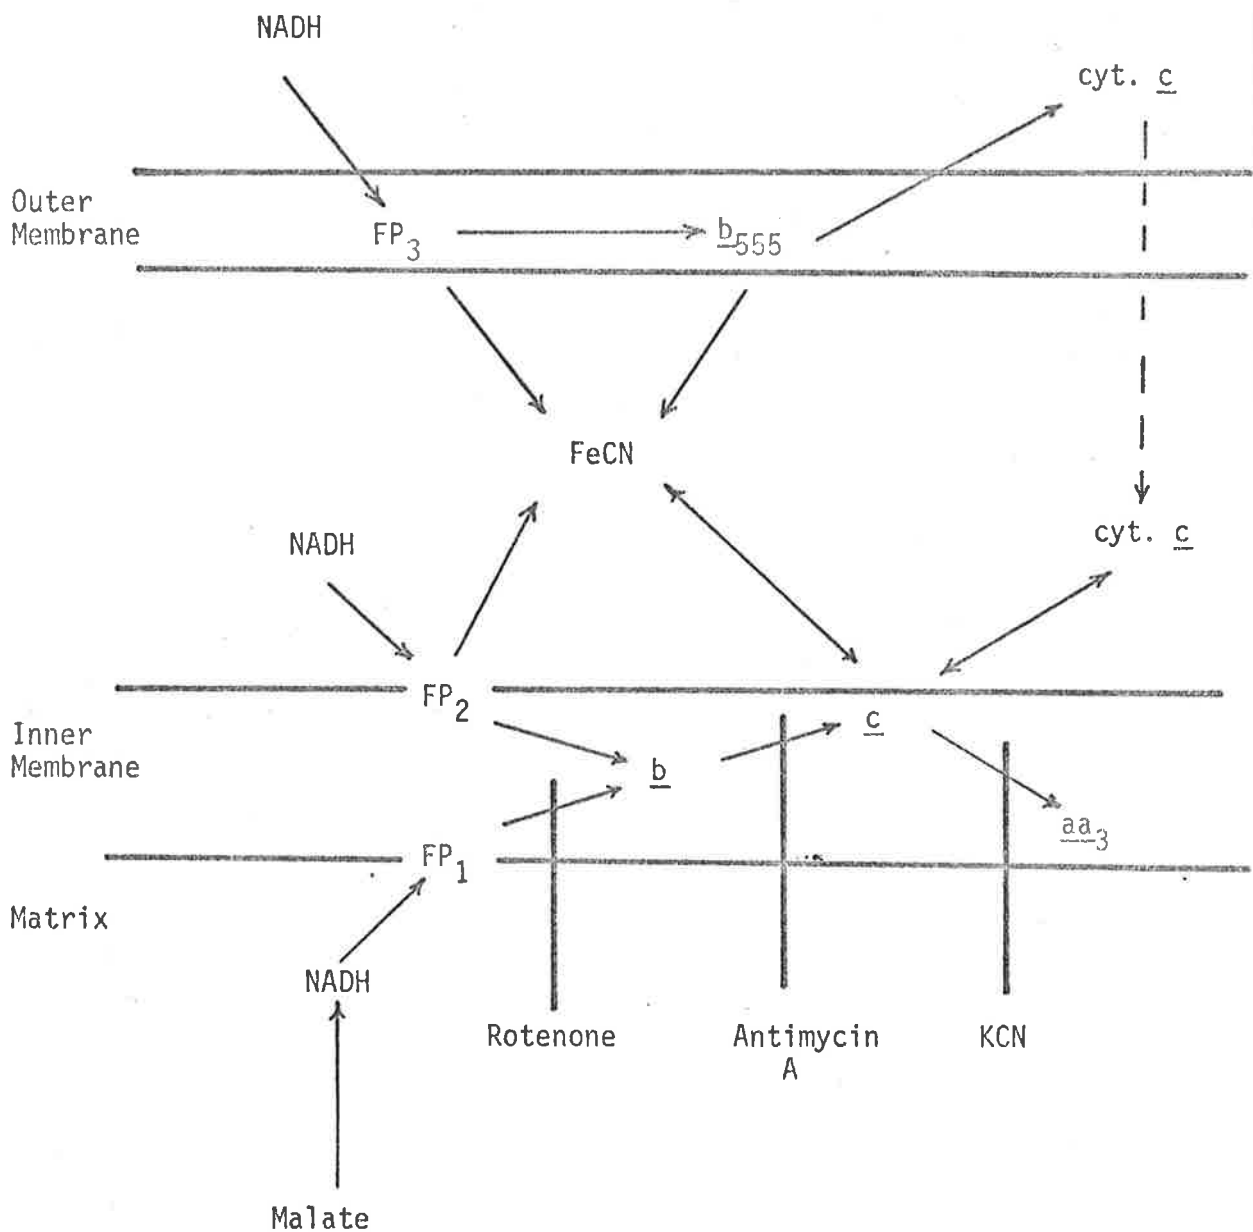 NADH
cyt. c
Outer
Membrane
FP3
b555
FeCN
NADH
cyt. c
FP2
c
Inner
Membrane
b
aa3
FP1
Matrix
NADH
Rotenone
Antimycin
A
KCN
Malate